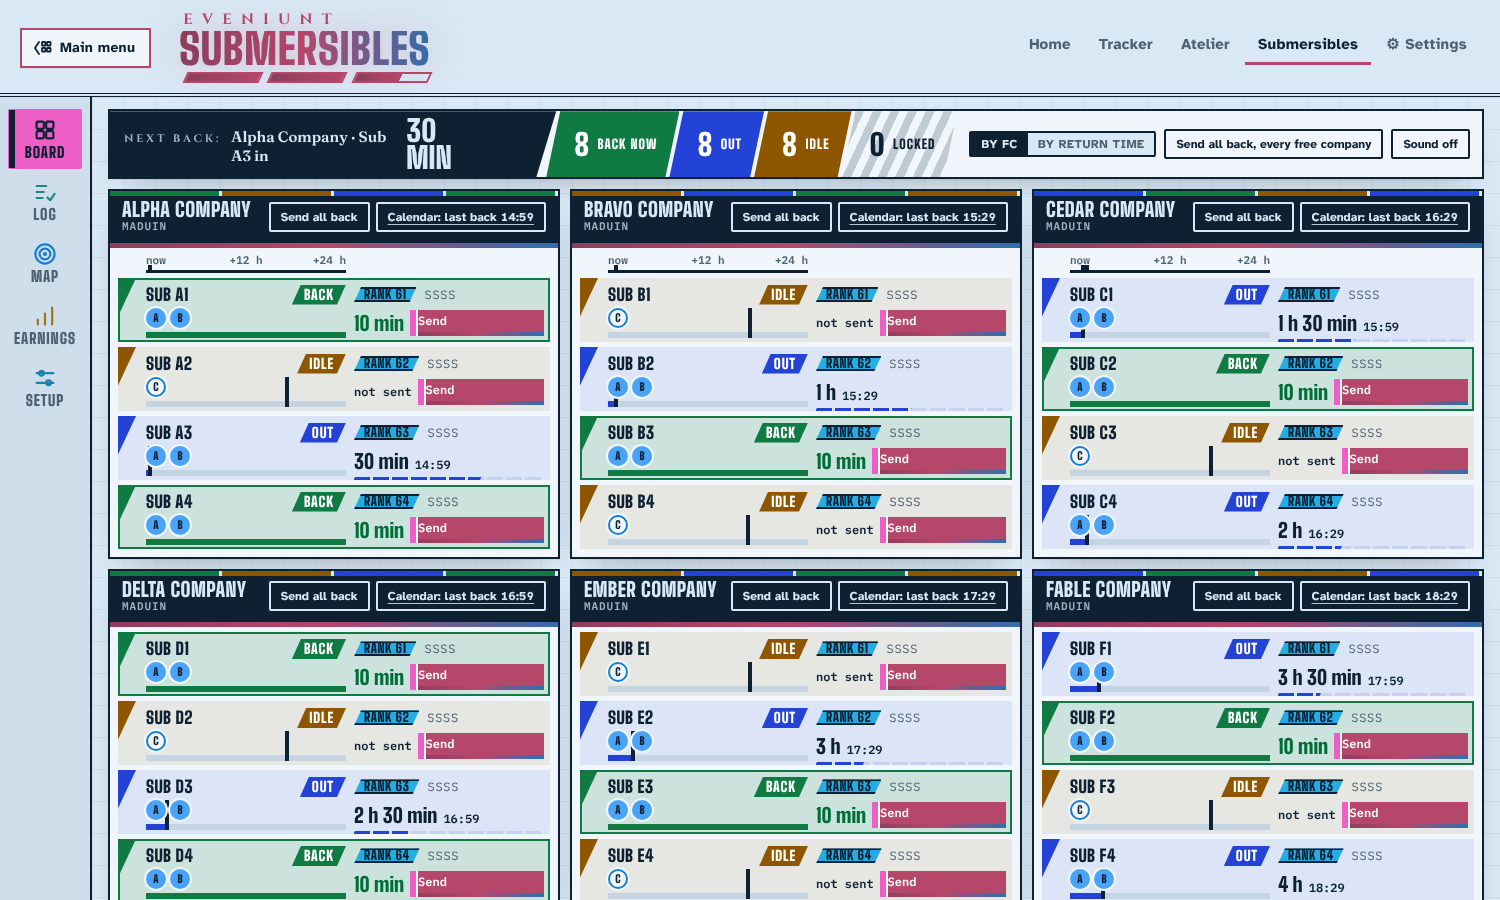 Main menu
EVENIUNT
SUBMERSIBLES
Home Tracker Atelier Submersibles ⚙ Settings
BOARD
LOG
MAP
EARNINGS
SETUP
NEXT BACK: Alpha Company · Sub A3 in 30 MIN
8 BACK NOW 8 OUT 8 IDLE 0 LOCKED
BY FC BY RETURN TIME Send all back, every free company Sound off
ALPHA COMPANY
MADUIN
Send all back Calendar: last back 14:59
now +12 h +24 h
SUB A1 BACK RANK 61 SSSS
A B 10 min Send
SUB A2 IDLE RANK 62 SSSS
C not sent Send
SUB A3 OUT RANK 63 SSSS
A B 30 min 14:59
SUB A4 BACK RANK 64 SSSS
A B 10 min Send
BRAVO COMPANY
MADUIN
Send all back Calendar: last back 15:29
now +12 h +24 h
SUB B1 IDLE RANK 61 SSSS
C not sent Send
SUB B2 OUT RANK 62 SSSS
A B 1 h 15:29
SUB B3 BACK RANK 63 SSSS
A B 10 min Send
SUB B4 IDLE RANK 64 SSSS
C not sent Send
CEDAR COMPANY
MADUIN
Send all back Calendar: last back 16:29
now +12 h +24 h
SUB C1 OUT RANK 61 SSSS
A B 1 h 30 min 15:59
SUB C2 BACK RANK 62 SSSS
A B 10 min Send
SUB C3 IDLE RANK 63 SSSS
C not sent Send
SUB C4 OUT RANK 64 SSSS
A B 2 h 16:29
DELTA COMPANY
MADUIN
Send all back Calendar: last back 16:59
SUB D1 BACK RANK 61 SSSS
A B 10 min Send
SUB D2 IDLE RANK 62 SSSS
C not sent Send
SUB D3 OUT RANK 63 SSSS
A B 2 h 30 min 16:59
SUB D4 BACK RANK 64 SSSS
A B 10 min Send
EMBER COMPANY
MADUIN
Send all back Calendar: last back 17:29
SUB E1 IDLE RANK 61 SSSS
C not sent Send
SUB E2 OUT RANK 62 SSSS
A B 3 h 17:29
SUB E3 BACK RANK 63 SSSS
A B 10 min Send
SUB E4 IDLE RANK 64 SSSS
C not sent Send
FABLE COMPANY
MADUIN
Send all back Calendar: last back 18:29
SUB F1 OUT RANK 61 SSSS
A B 3 h 30 min 17:59
SUB F2 BACK RANK 62 SSSS
A B 10 min Send
SUB F3 IDLE RANK 63 SSSS
C not sent Send
SUB F4 OUT RANK 64 SSSS
A B 4 h 18:29